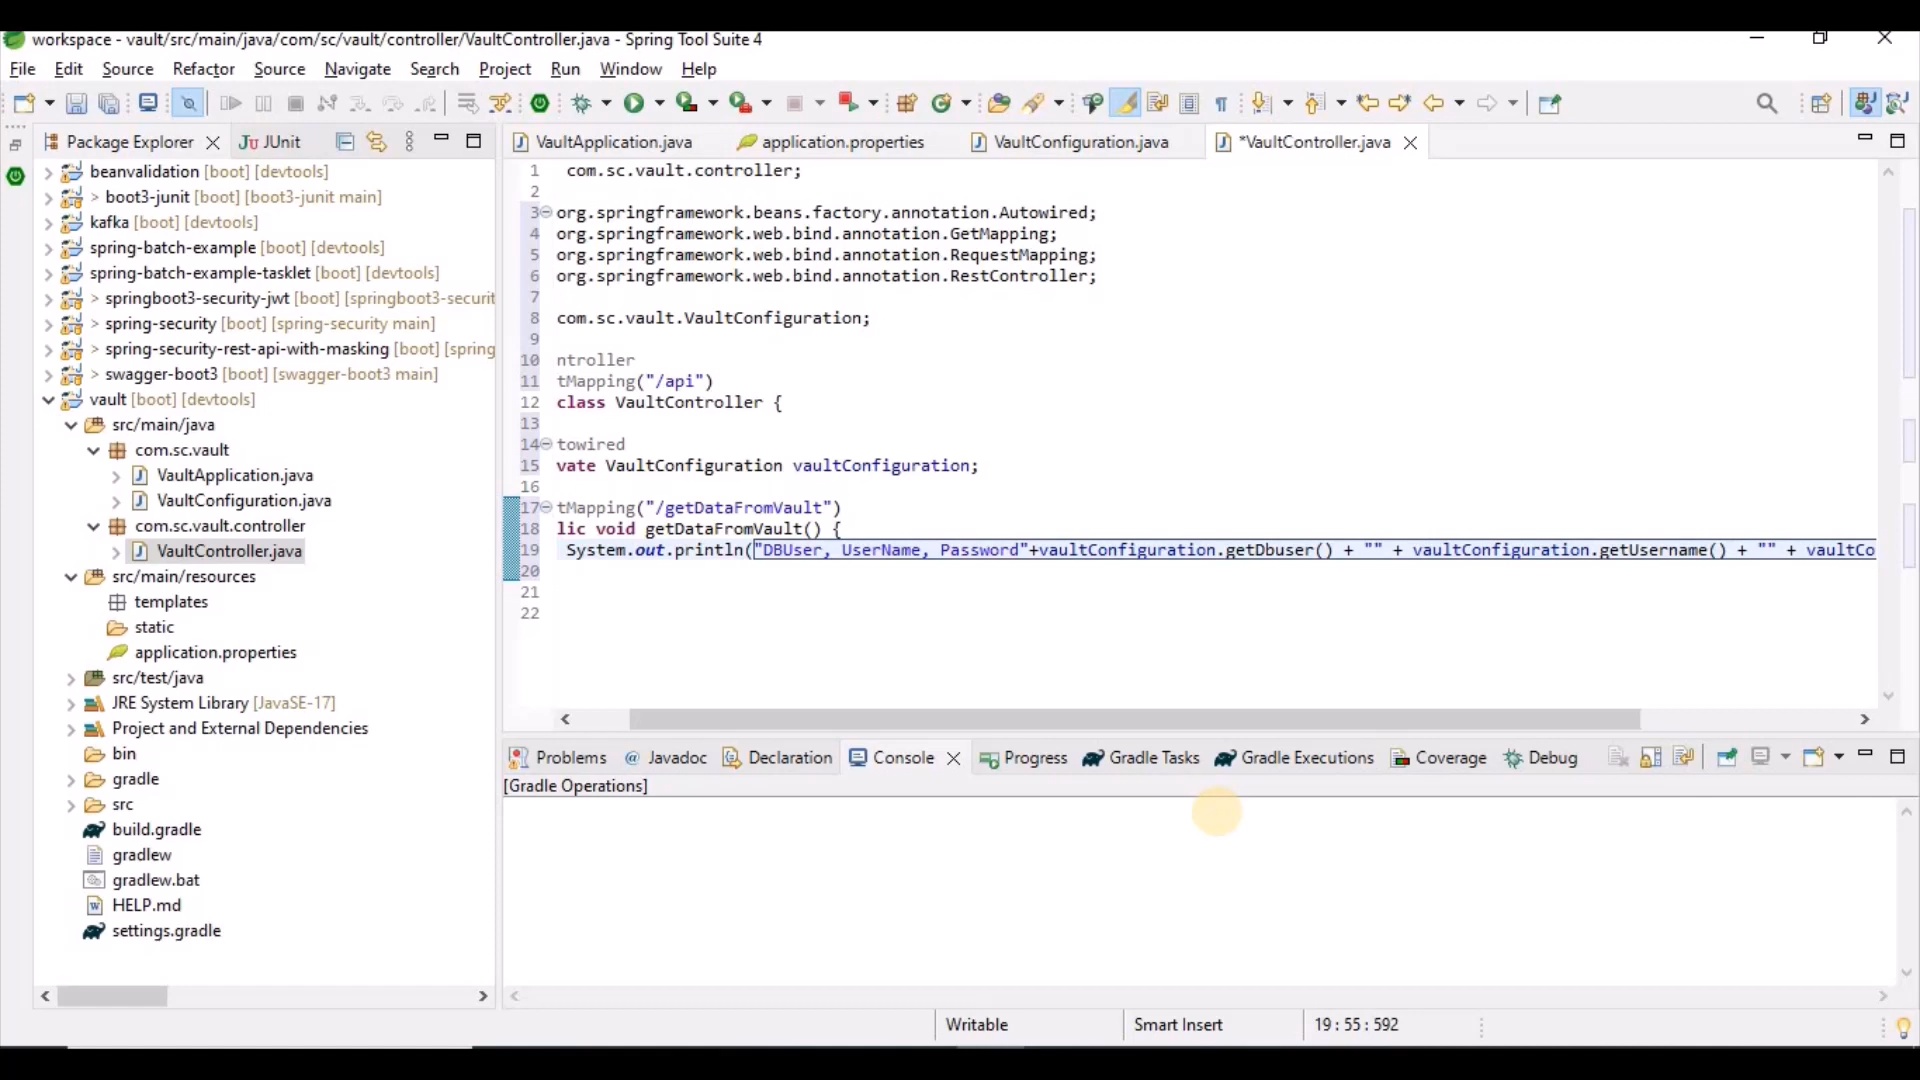 workspace - vault/src/main/java/com/sc/vault/controller/VaultController.java - Spring Tool Suite 4
File Edit Source Refactor Source Navigate Search Project Run Window Help
Package Explorer JUnit
VaultApplication.java application.properties VaultConfiguration.java *VaultController.java
beanvalidation [boot] [devtools]
> boot3-junit [boot] [boot3-junit main]
kafka [boot] [devtools]
spring-batch-example [boot] [devtools]
spring-batch-example-tasklet [boot] [devtools]
> springboot3-security-jwt [boot] [springboot3-securit
> spring-security [boot] [spring-security main]
> spring-security-rest-api-with-masking [boot] [spring
> swagger-boot3 [boot] [swagger-boot3 main]
vault [boot] [devtools]
src/main/java
com.sc.vault
VaultApplication.java
VaultConfiguration.java
com.sc.vault.controller
VaultController.java
src/main/resources
templates
static
application.properties
src/test/java
JRE System Library [JavaSE-17]
Project and External Dependencies
bin
gradle
src
build.gradle
gradlew
gradlew.bat
HELP.md
settings.gradle
1 com.sc.vault.controller;
2
3 org.springframework.beans.factory.annotation.Autowired;
4 org.springframework.web.bind.annotation.GetMapping;
5 org.springframework.web.bind.annotation.RequestMapping;
6 org.springframework.web.bind.annotation.RestController;
7
8 com.sc.vault.VaultConfiguration;
9
10 ntroller
11 tMapping("/api")
12 class VaultController {
13
14 towired
15 vate VaultConfiguration vaultConfiguration;
16
17 tMapping("/getDataFromVault")
18 lic void getDataFromVault() {
19 System.out.println("DBUser, UserName, Password"+vaultConfiguration.getDbuser() + "" + vaultConfiguration.getUsername() + "" + vaultCo
20
21
22
Problems @ Javadoc Declaration Console Progress Gradle Tasks Gradle Executions Coverage Debug
[Gradle Operations]
Writable Smart Insert 19 : 55 : 592